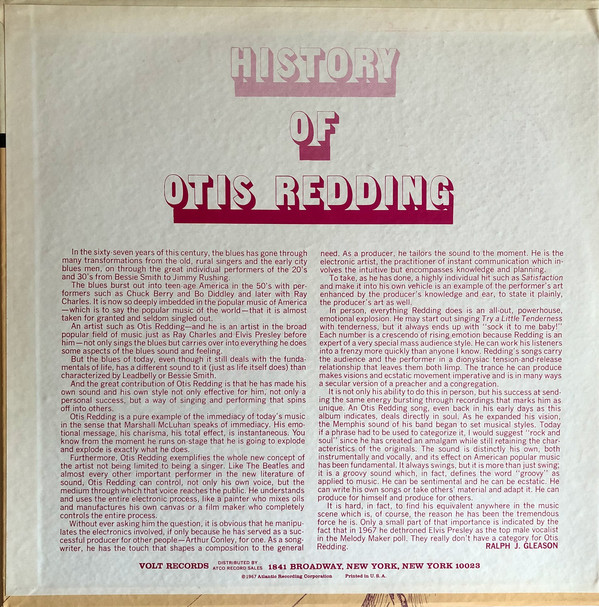 HISTORY
OF
OTIS REDDING
In the sixty-seven years of this century, the blues has gone through
many transformations from the old, rural singers and the early city
blues men, on through the great individual performers of the 20's
and 30's from Bessie Smith to Jimmy Rushing.
The blues burst out into teen-age America in the 50's with per-
formers such as Chuck Berry and Bo Diddley and later with Ray
Charles. It is now so deeply embedded in the popular music of America
—which is to say the popular music of the world—that it is almost
taken for granted and seldom singled out.
An artist such as Otis Redding—and he is an artist in the broad
popular field of music just as Ray Charles and Elvis Presley before
him—not only sings the blues but carries over into everything he does
some aspects of the blues sound and feeling.
But the blues of today, even though it still deals with the funda-
mentals of life, has a different sound to it (just as life itself does) than
characterized by Leadbelly or Bessie Smith.
And the great contribution of Otis Redding is that he has made his
own sound and his own style not only effective for him, not only a
personal success, but a way of singing and performing that spins
off into others.
Otis Redding is a pure example of the immediacy of today's music
in the sense that Marshall McLuhan speaks of immediacy. His emo-
tional message, his charisma, his total effect, is instantaneous. You
know from the moment he runs on-stage that he is going to explode
and explode is exactly what he does.
Furthermore, Otis Redding exemplifies the whole new concept of
the artist not being limited to being a singer. Like The Beatles and
almost every other important performer in the new literature of
sound, Otis Redding can control, not only his own voice, but the
medium through which that voice reaches the public. He understands
and uses the entire electronic process, like a painter who mixes oils
and manufactures his own canvas or a film maker who completely
controls the entire process.
Without ever asking him the question, it is obvious that he manipu-
lates the electronics involved, if only because he has served as a suc-
cessful producer for other people—Arthur Conley, for one. As a song-
writer, he has the touch that shapes a composition to the general
need. As a producer, he tailors the sound to the moment. He is the
electronic artist, the practitioner of instant communication which in-
volves the intuitive but encompasses knowledge and planning.
To take, as he has done, a highly individual hit such as Satisfaction
and make it into his own vehicle is an example of the performer's art
enhanced by the producer's knowledge and ear, to state it plainly,
the producer's art as well.
In person, everything Redding does is an all-out, powerhouse,
emotional explosion. He may start out singing Try a Little Tenderness
with tenderness, but it always ends up with "sock it to me baby!"
Each number is a crescendo of rising emotion because Redding is an
expert of a very special mass audience style. He can work his listeners
into a frenzy more quickly than anyone I know. Redding's songs carry
the audience and the performer in a dionysiac tension-and-release
relationship that leaves them both limp. The trance he can produce
makes visions and ecstatic movement imperative and is in many ways
a secular version of a preacher and a congregation.
It is not only his ability to do this in person, but his success at send-
ing the same energy bursting through recordings that marks him as
unique. An Otis Redding song, even back in his early days as this
album indicates, deals directly in soul. As he expanded his vision,
the Memphis sound of his band began to set musical styles. Today
if a phrase had to be used to categorize it, I would suggest "rock and
soul" since he has created an amalgam while still retaining the char-
acteristics of the originals. The sound is distinctly his own, both
instrumentally and vocally, and its effect on American popular music
has been fundamental. It always swings, but it is more than just swing;
it is a groovy sound which, in fact, defines the word "groovy" as
applied to music. He can be sentimental and he can be ecstatic. He
can write his own songs or take others' material and adapt it. He can
produce for himself and produce for others.
It is hard, in fact, to find his equivalent anywhere in the music
scene which is, of course, the reason he has been the tremendous
force he is. Only a small part of that importance is indicated by the
fact that in 1967 he dethroned Elvis Presley as the top male vocalist
in the Melody Maker poll. They really don't have a category for Otis
Redding. RALPH J. GLEASON
VOLT RECORDS DISTRIBUTED BY ATCO RECORD SALES 1841 BROADWAY, NEW YORK, NEW YORK 10023
©1967 Atlantic Recording Corporation Printed in U.S.A.